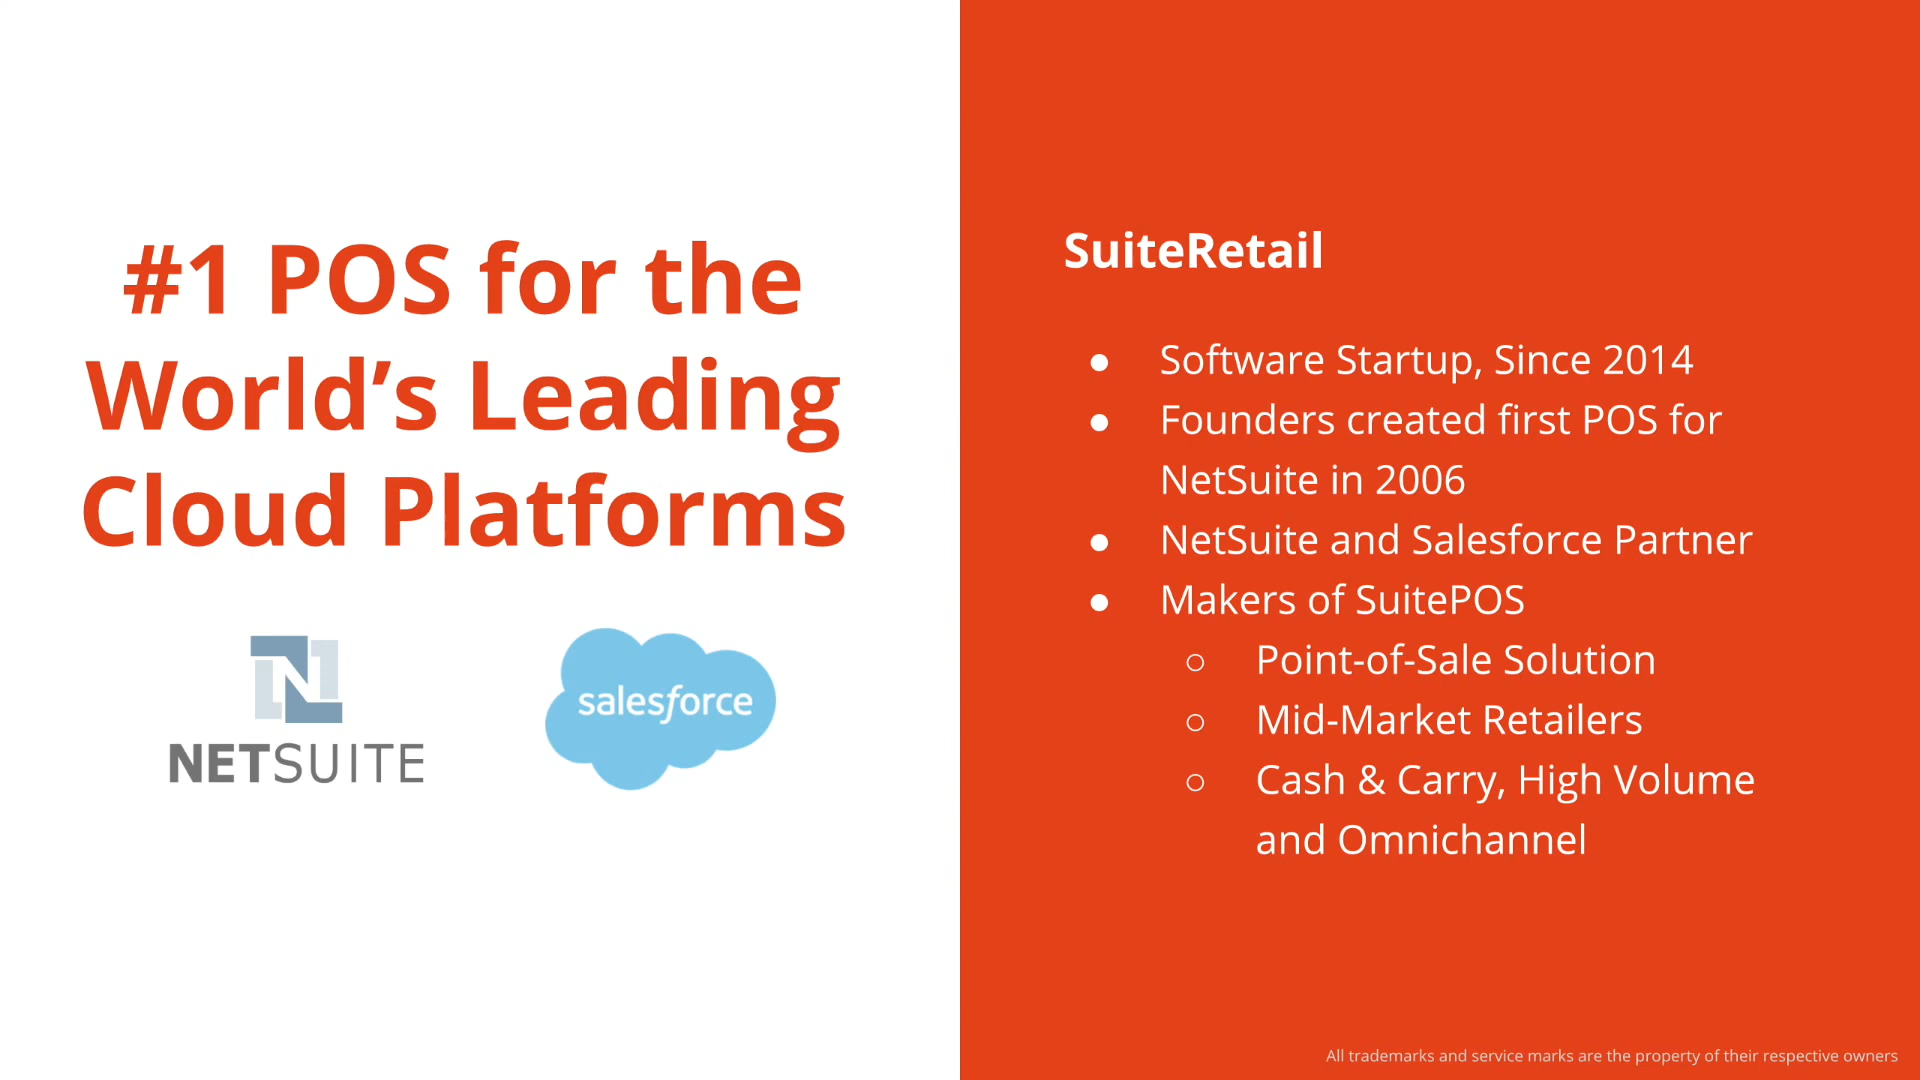 #1 POS for the
World’s Leading
Cloud Platforms
NETSUITE
salesforce
SuiteRetail
● Software Startup, Since 2014
● Founders created first POS for
NetSuite in 2006
● NetSuite and Salesforce Partner
● Makers of SuitePOS
○ Point-of-Sale Solution
○ Mid-Market Retailers
○ Cash & Carry, High Volume
and Omnichannel
All trademarks and service marks are the property of their respective owners